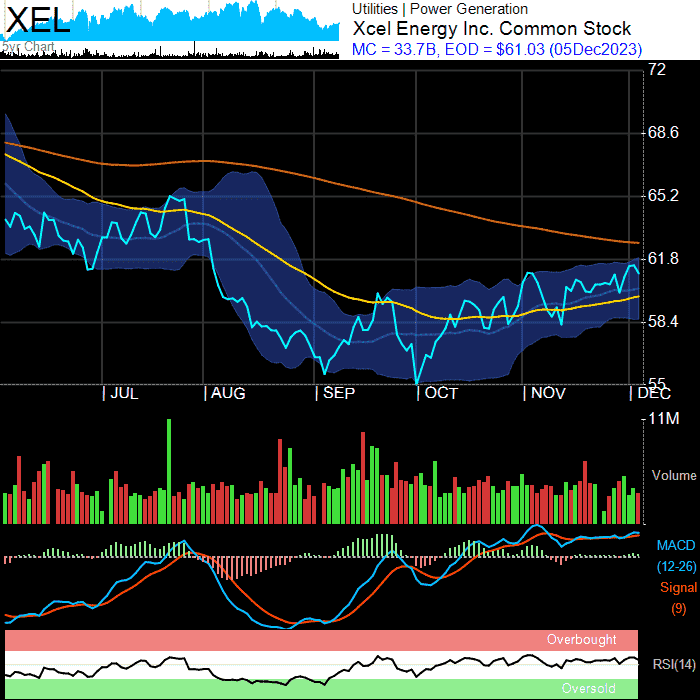 XEL
5yr Chart
Utilities | Power Generation
Xcel Energy Inc. Common Stock
MC = 33.7B, EOD = $61.03 (05Dec2023)
72
68.6
65.2
61.8
58.4
55
JUL AUG SEP OCT NOV DEC
11M
Volume
MACD
(12-26)
Signal
(9)
Overbought
RSI(14)
Oversold